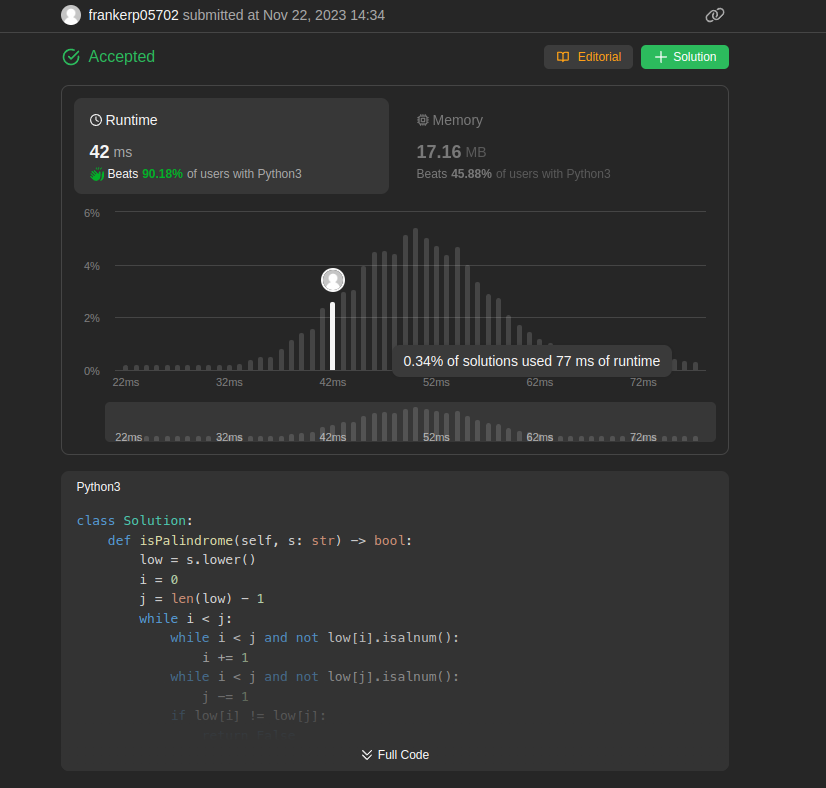 frankerp05702 submitted at Nov 22, 2023 14:34
Accepted
Editorial
Solution
Runtime
42 ms
Beats 90.18% of users with Python3
Memory
17.16 MB
Beats 45.88% of users with Python3
6%
4%
2%
0%
0.34% of solutions used 77 ms of runtime
22ms 32ms 42ms 52ms 62ms 72ms
22ms 32ms 42ms 52ms 62ms 72ms
Python3
class Solution:
    def isPalindrome(self, s: str) -> bool:
        low = s.lower()
        i = 0
        j = len(low) - 1
        while i < j:
            while i < j and not low[i].isalnum():
                i += 1
            while i < j and not low[j].isalnum():
                j -= 1
            if low[i] != low[j]:
Full Code